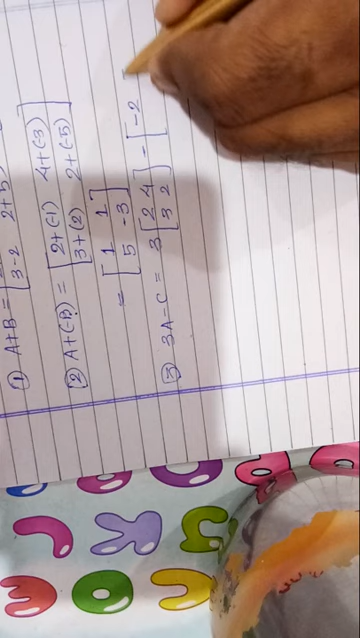 ① A+B = [
3-2 2+5
② A+(-B) = [ 2+(-1) 4+(-3) ]
[ 3+(2) 2+(-5) ]
= [ 1 1 ]
[ 5 -3 ]
③ 3A-C = 3 [ 2 4 ] - [ -2
[ 3 2 ]